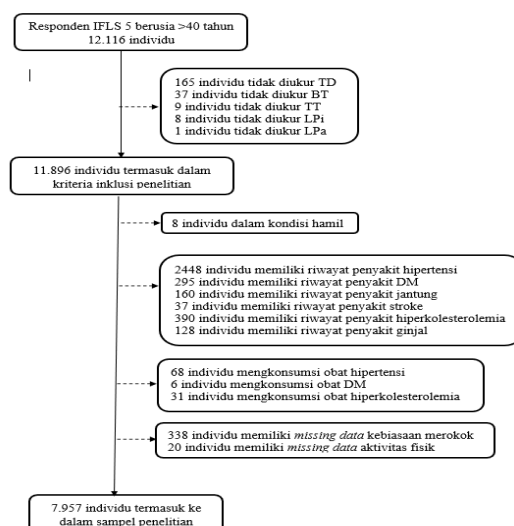 Responden IFLS 5 berusia >40 tahun
12.116 individu
165 individu tidak diukur TD
37 individu tidak diukur BT
9 individu tidak diukur TT
8 individu tidak diukur LPi
1 individu tidak diukur LPa
11.896 individu termasuk dalam
kriteria inklusi penelitian
8 individu dalam kondisi hamil
2448 individu memiliki riwayat penyakit hipertensi
295 individu memiliki riwayat penyakit DM
160 individu memiliki riwayat penyakit jantung
37 individu memiliki riwayat penyakit stroke
390 individu memiliki riwayat penyakit hiperkolesterolemia
128 individu memiliki riwayat penyakit ginjal
68 individu mengkonsumsi obat hipertensi
6 individu mengkonsumsi obat DM
31 individu mengkonsumsi obat hiperkolesterolemia
338 individu memiliki missing data kebiasaan merokok
20 individu memiliki missing data aktivitas fisik
7.957 individu termasuk ke
dalam sampel penelitian